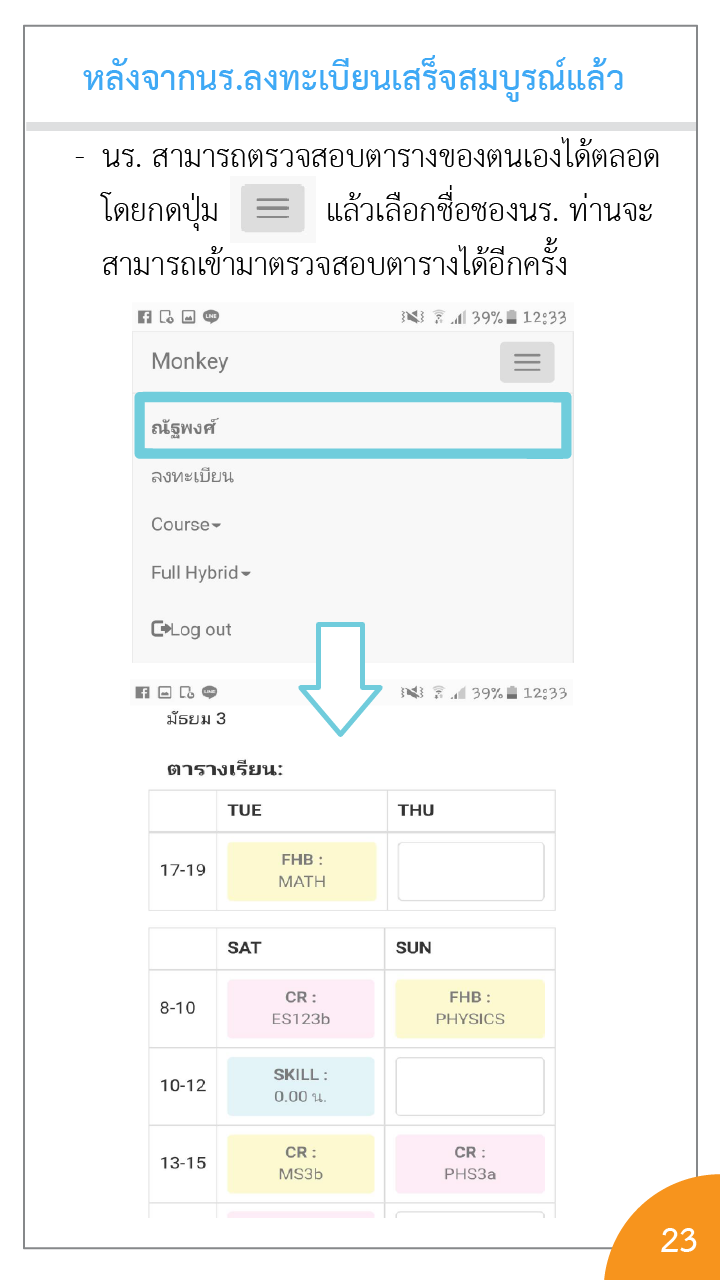 หลังจากนร.ลงทะเบียนเสร็จสมบูรณ์แล้ว
- นร. สามารถตรวจสอบตารางของตนเองได้ตลอด
โดยกดปุ่ม แล้วเลือกชื่อชองนร. ท่านจะ
สามารถเข้ามาตรวจสอบตารางได้อีกครั้ง
LINE 39% 12:33
Monkey
ณัฐพงศ์
ลงทะเบียน
Course
Full Hybrid
Log out
LINE 39% 12:33
มัธยม 3
ตารางเรียน:
TUE THU
17-19 FHB :
MATH
SAT SUN
8-10 CR : FHB :
ES123b PHYSICS
10-12 SKILL :
0.00 น.
13-15 CR : CR :
MS3b PHS3a
23